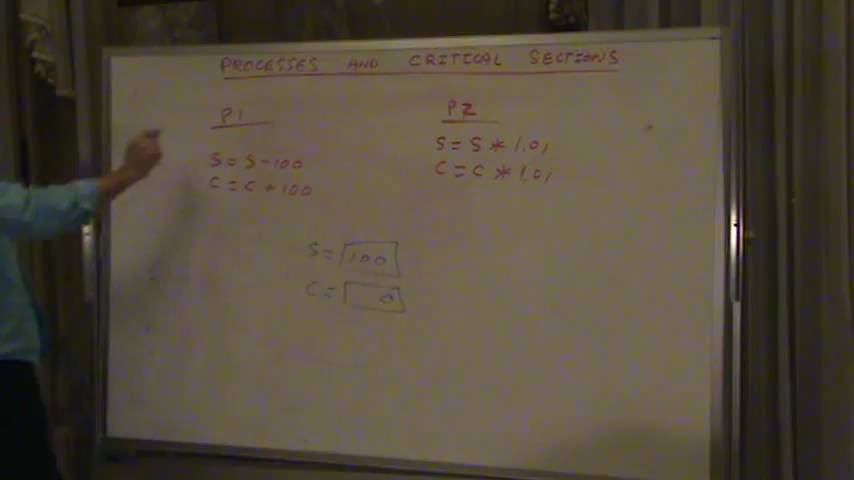 PROCESSES AND CRITICAL SECTIONS
P1
S = S - 100
C = C + 100
P2
S = S * 1.01
C = C * 1.01
S = 100
C = 0